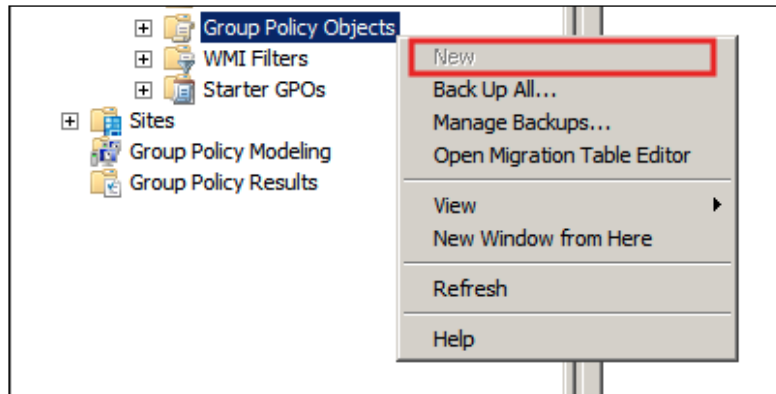 Group Policy Objects
WMI Filters
Starter GPOs
Sites
Group Policy Modeling
Group Policy Results
New
Back Up All...
Manage Backups...
Open Migration Table Editor
View
New Window from Here
Refresh
Help